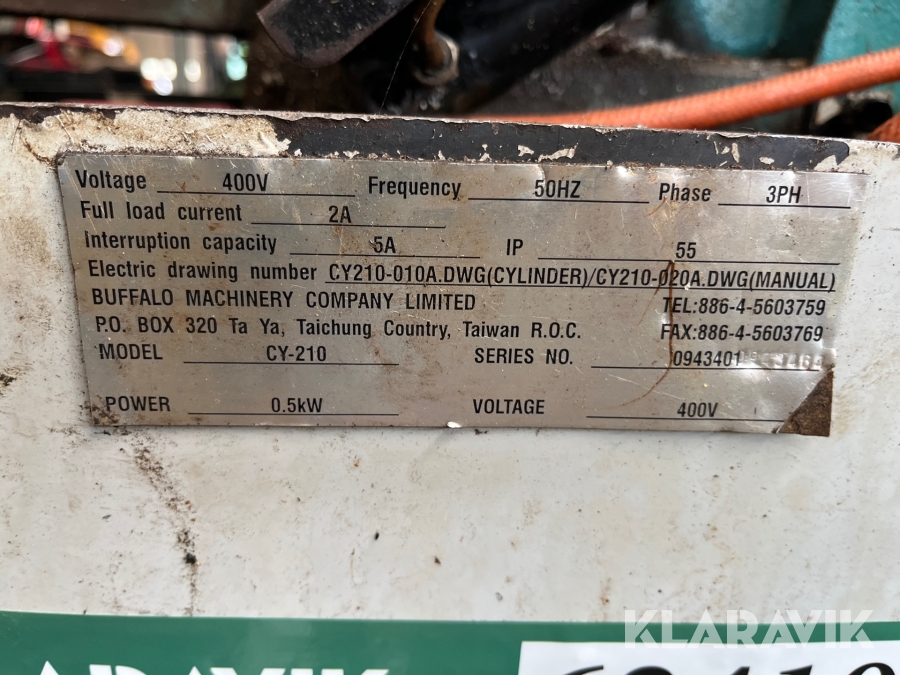 Voltage 400V Frequency 50HZ Phase 3PH
Full load current 2A
Interruption capacity 5A IP 55
Electric drawing number CY210-010A.DWG(CYLINDER)/CY210-020A.DWG(MANUAL)
BUFFALO MACHINERY COMPANY LIMITED TEL:886-4-5603759
P.O. BOX 320 Ta Ya, Taichung Country, Taiwan R.O.C. FAX:886-4-5603769
MODEL CY-210 SERIES NO. 0943401
POWER 0.5kW VOLTAGE 400V
KLARAVIK